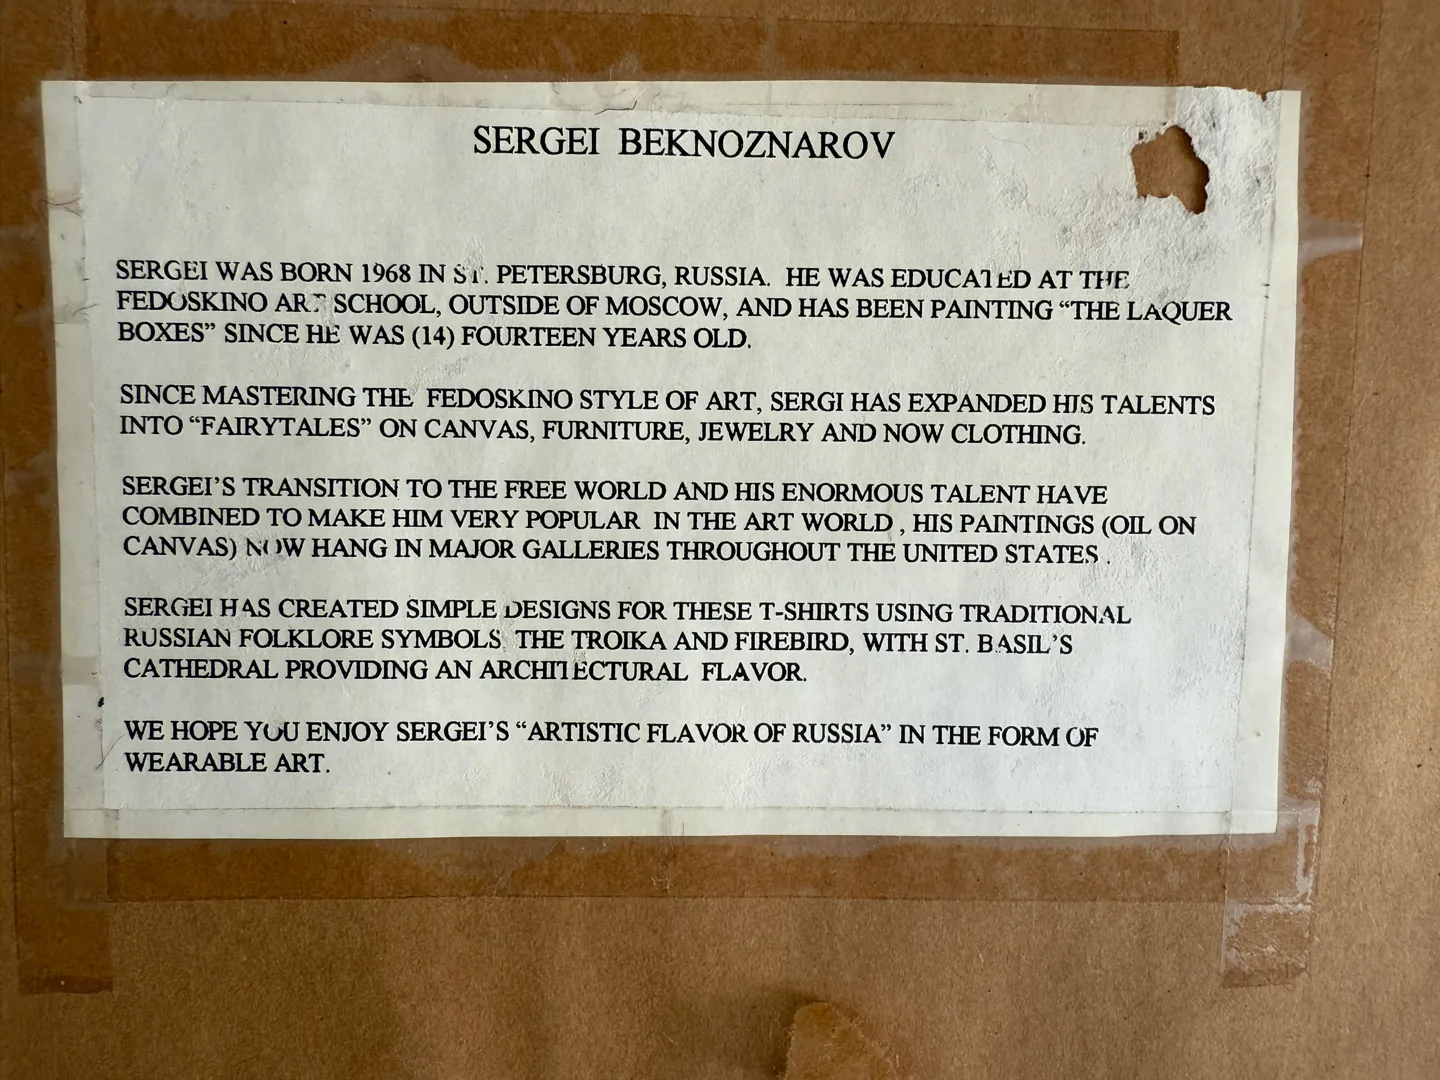 SERGEI BEKNOZNAROV
SERGEI WAS BORN 1968 IN ST. PETERSBURG, RUSSIA. HE WAS EDUCATED AT THE
FEDOSKINO ART SCHOOL, OUTSIDE OF MOSCOW, AND HAS BEEN PAINTING “THE LAQUER
BOXES” SINCE HE WAS (14) FOURTEEN YEARS OLD.
SINCE MASTERING THE FEDOSKINO STYLE OF ART, SERGI HAS EXPANDED HIS TALENTS
INTO “FAIRYTALES” ON CANVAS, FURNITURE, JEWELRY AND NOW CLOTHING.
SERGEI’S TRANSITION TO THE FREE WORLD AND HIS ENORMOUS TALENT HAVE
COMBINED TO MAKE HIM VERY POPULAR IN THE ART WORLD , HIS PAINTINGS (OIL ON
CANVAS) NOW HANG IN MAJOR GALLERIES THROUGHOUT THE UNITED STATES .
SERGEI HAS CREATED SIMPLE DESIGNS FOR THESE T-SHIRTS USING TRADITIONAL
RUSSIAN FOLKLORE SYMBOLS THE TROIKA AND FIREBIRD, WITH ST. BASIL’S
CATHEDRAL PROVIDING AN ARCHITECTURAL FLAVOR.
WE HOPE YOU ENJOY SERGEI’S “ARTISTIC FLAVOR OF RUSSIA” IN THE FORM OF
WEARABLE ART.